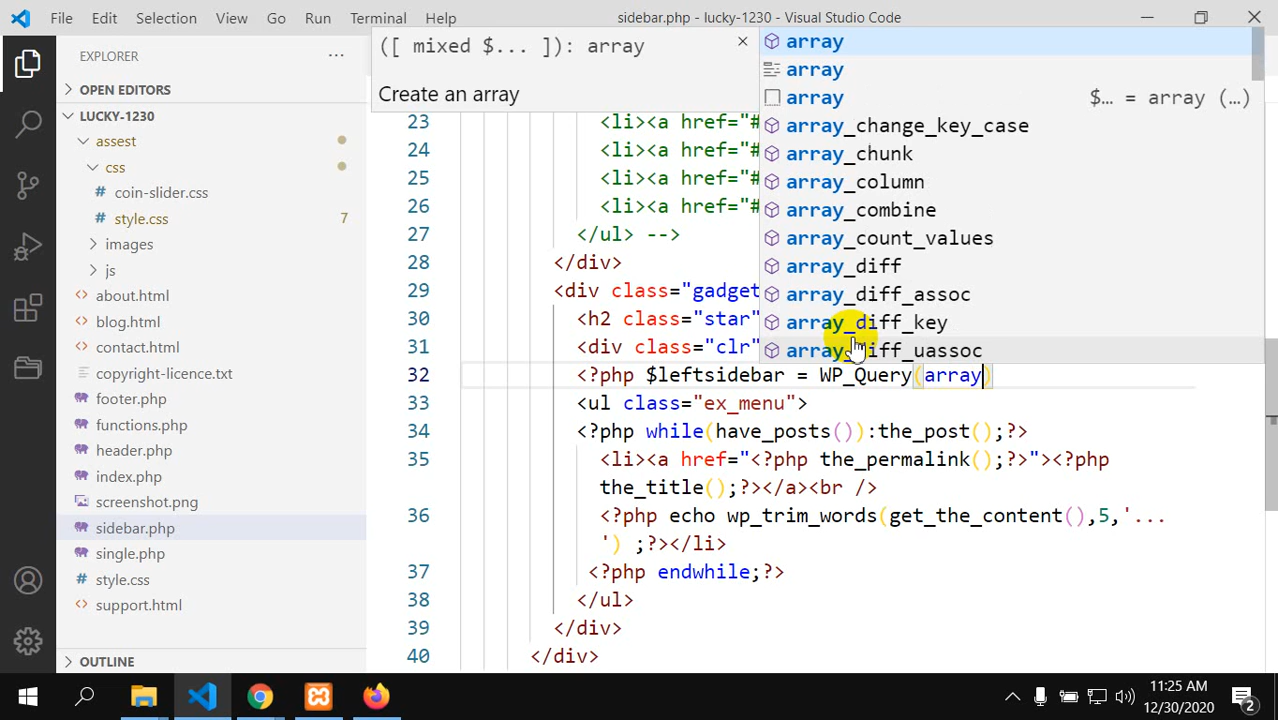 File Edit Selection View Go Run Terminal Help sidebar.php - lucky-1230 - Visual Studio Code
EXPLORER
OPEN EDITORS
LUCKY-1230
assest
css
# coin-slider.css
# style.css 7
images
js
<> about.html
<> blog.html
<> contact.html
copyright-licence.txt
footer.php
functions.php
header.php
index.php
screenshot.png
sidebar.php
single.php
# style.css
<> support.html
OUTLINE
([ mixed $... ]): array
Create an array
array
array
array $... = array (...)
array_change_key_case
array_chunk
array_column
array_combine
array_count_values
array_diff
array_diff_assoc
array_diff_key
array_diff_uassoc
23 <li><a href="#
24 <li><a href="#
25 <li><a href="#
26 <li><a href="#
27 </ul> -->
28 </div>
29 <div class="gadget
30 <h2 class="star"
31 <div class="clr"
32 <?php $leftsidebar = WP_Query(array)
33 <ul class="ex_menu">
34 <?php while(have_posts()):the_post();?>
35 <li><a href="<?php the_permalink();?>"><?php
the_title();?></a><br />
36 <?php echo wp_trim_words(get_the_content(),5,'...
') ;?></li>
37 <?php endwhile;?>
38 </ul>
39 </div>
40 </div>
11:25 AM
12/30/2020
2